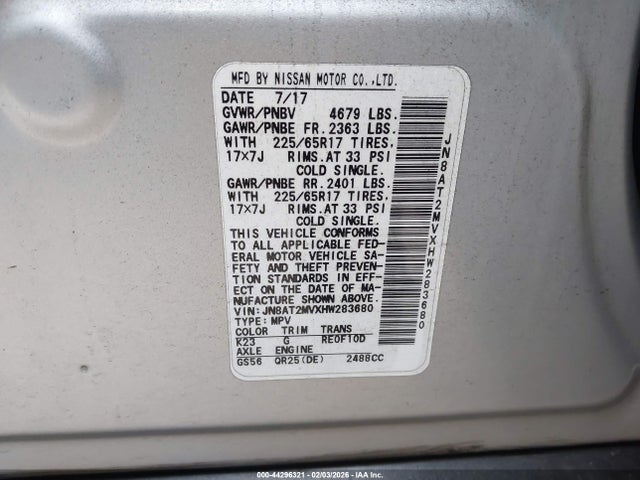 MFD BY NISSAN MOTOR CO.,LTD.
DATE 7/17
GVWR/PNBV 4679 LBS.
GAWR/PNBE FR.2363 LBS.
WITH 225/65R17 TIRES,
17×7J RIMS.AT 33 PSI
COLD SINGLE.
GAWR/PNBE RR.2401 LBS.
WITH 225/65R17 TIRES,
17×7J RIMS.AT 33 PSI
COLD SINGLE.
THIS VEHICLE CONFORMS
TO ALL APPLICABLE FED-
ERAL MOTOR VEHICLE SA-
FETY AND THEFT PREVEN-
TION STANDARDS IN EFF-
ECT ON THE DATE OF MA-
NUFACTURE SHOWN ABOVE.
VIN:JN8AT2MVXHW283680
TYPE:MPV
COLOR TRIM TRANS
K23 G RE0F10D
AXLE ENGINE
GS56 QR25(DE) 2488CC
JN8AT2MVXHW283680
000-44296321 - 02/03/2026 - IAA Inc.